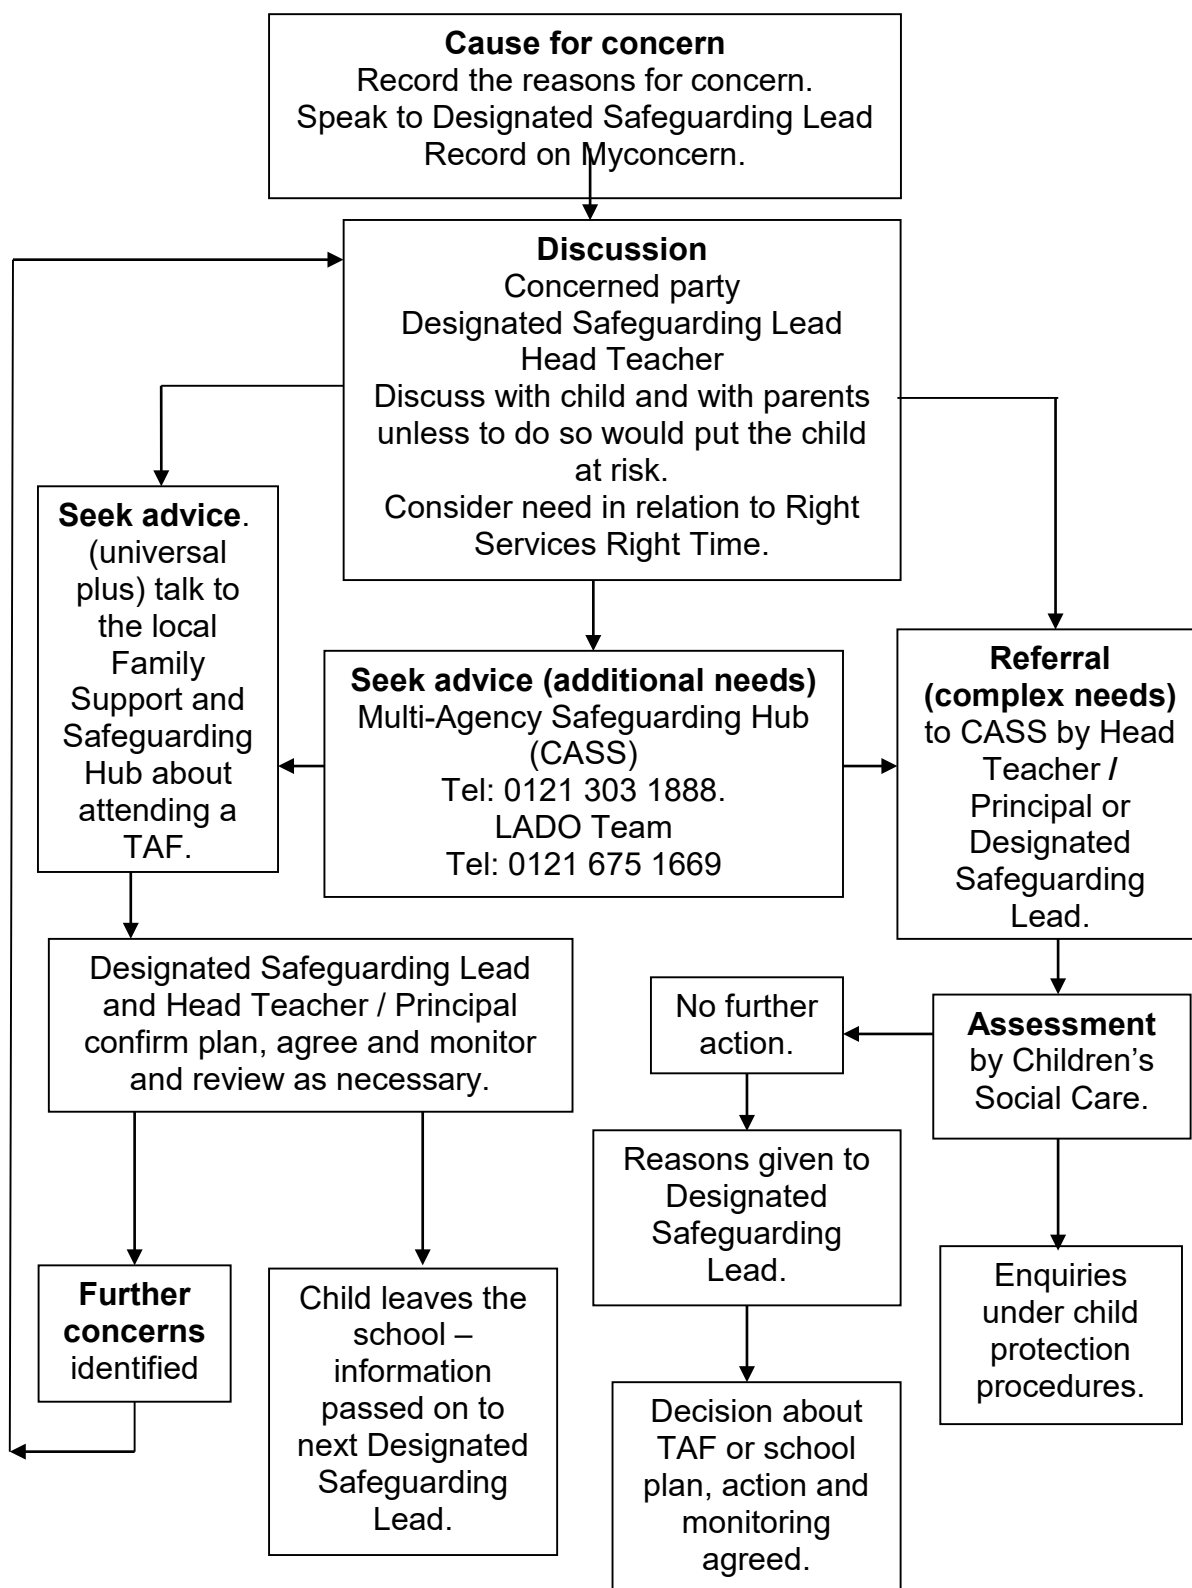 Cause for concern
Record the reasons for concern.
Speak to Designated Safeguarding Lead
Record on Myconcern.
Discussion
Concerned party
Designated Safeguarding Lead
Head Teacher
Discuss with child and with parents
unless to do so would put the child
at risk.
Consider need in relation to Right
Services Right Time.
Seek advice.
(universal
plus) talk to
the local
Family
Support and
Safeguarding
Hub about
attending a
TAF.
Seek advice (additional needs)
Multi-Agency Safeguarding Hub
(CASS)
Tel: 0121 303 1888.
LADO Team
Tel: 0121 675 1669
Referral
(complex needs)
to CASS by Head
Teacher /
Principal or
Designated
Safeguarding
Lead.
Designated Safeguarding Lead
and Head Teacher / Principal
confirm plan, agree and monitor
and review as necessary.
No further
action.
Assessment
by Children’s
Social Care.
Reasons given to
Designated
Safeguarding
Lead.
Enquiries
under child
protection
procedures.
Further
concerns
identified
Child leaves the
school –
information
passed on to
next Designated
Safeguarding
Lead.
Decision about
TAF or school
plan, action and
monitoring
agreed.